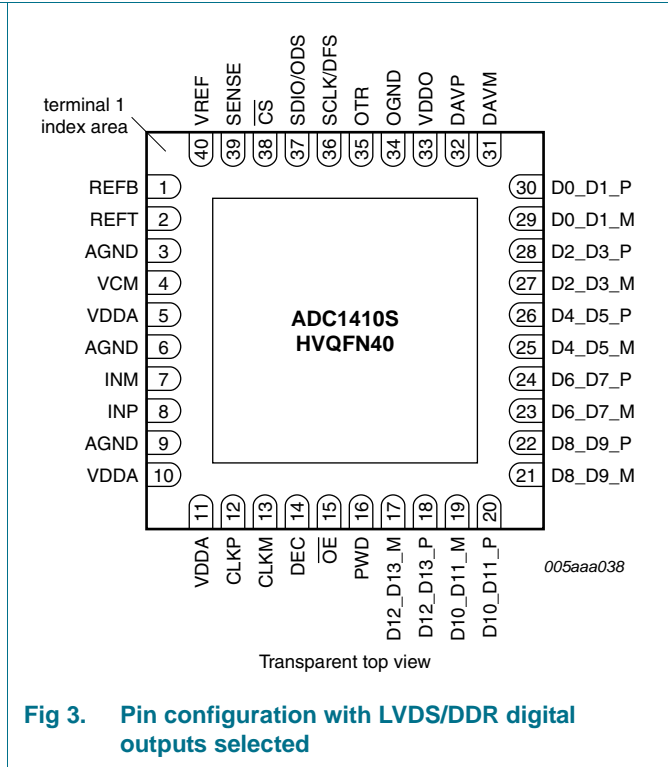 VREF
SENSE
CS
SDIO/ODS
SCLK/DFS
OTR
OGND
VDDO
DAVP
DAVM
terminal 1
index area
40
39
38
37
36
35
34
33
32
31
REFB 1
REFT 2
AGND 3
VCM 4
VDDA 5
AGND 6
INM 7
INP 8
AGND 9
VDDA 10
ADC1410S
HVQFN40
30 D0_D1_P
29 D0_D1_M
28 D2_D3_P
27 D2_D3_M
26 D4_D5_P
25 D4_D5_M
24 D6_D7_P
23 D6_D7_M
22 D8_D9_P
21 D8_D9_M
11
12
13
14
15
16
17
18
19
20
VDDA
CLKP
CLKM
DEC
OE
PWD
D12_D13_M
D12_D13_P
D10_D11_M
D10_D11_P
005aaa038
Transparent top view
Fig 3. Pin configuration with LVDS/DDR digital
outputs selected